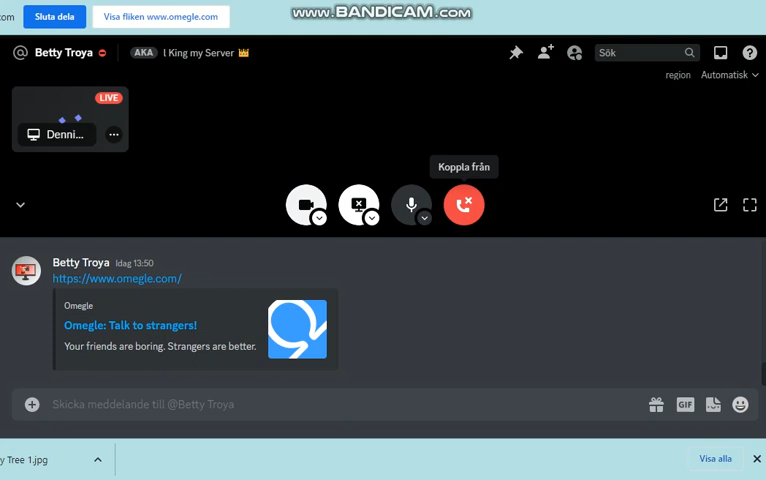 www.BANDICAM.com
com
Sluta dela
Visa fliken www.omegle.com
Betty Troya
AKA
l King my Server
Sök
region
Automatisk
LIVE
Denni...
Koppla från
Betty Troya Idag 13:50
https://www.omegle.com/
Omegle
Omegle: Talk to strangers!
Your friends are boring. Strangers are better.
Skicka meddelande till @Betty Troya
GIF
y Tree 1.jpg
Visa alla